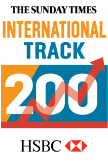 THE SUNDAY TIMES
INTERNATIONAL
TRACK
200
HSBC